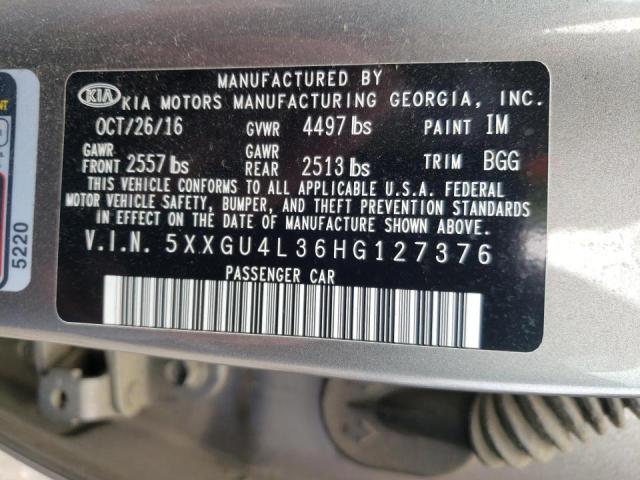 MANUFACTURED BY
KIA KIA MOTORS MANUFACTURING GEORGIA, INC.
OCT/26/16 GVWR 4497 lbs PAINT IM
GAWR GAWR
FRONT 2557 lbs REAR 2513 lbs TRIM BGG
THIS VEHICLE CONFORMS TO ALL APPLICABLE U.S.A. FEDERAL
MOTOR VEHICLE SAFETY, BUMPER, AND THEFT PREVENTION STANDARDS
IN EFFECT ON THE DATE OF MANUFACTURE SHOWN ABOVE.
V.I.N. 5XXGU4L36HG127376
PASSENGER CAR
5220